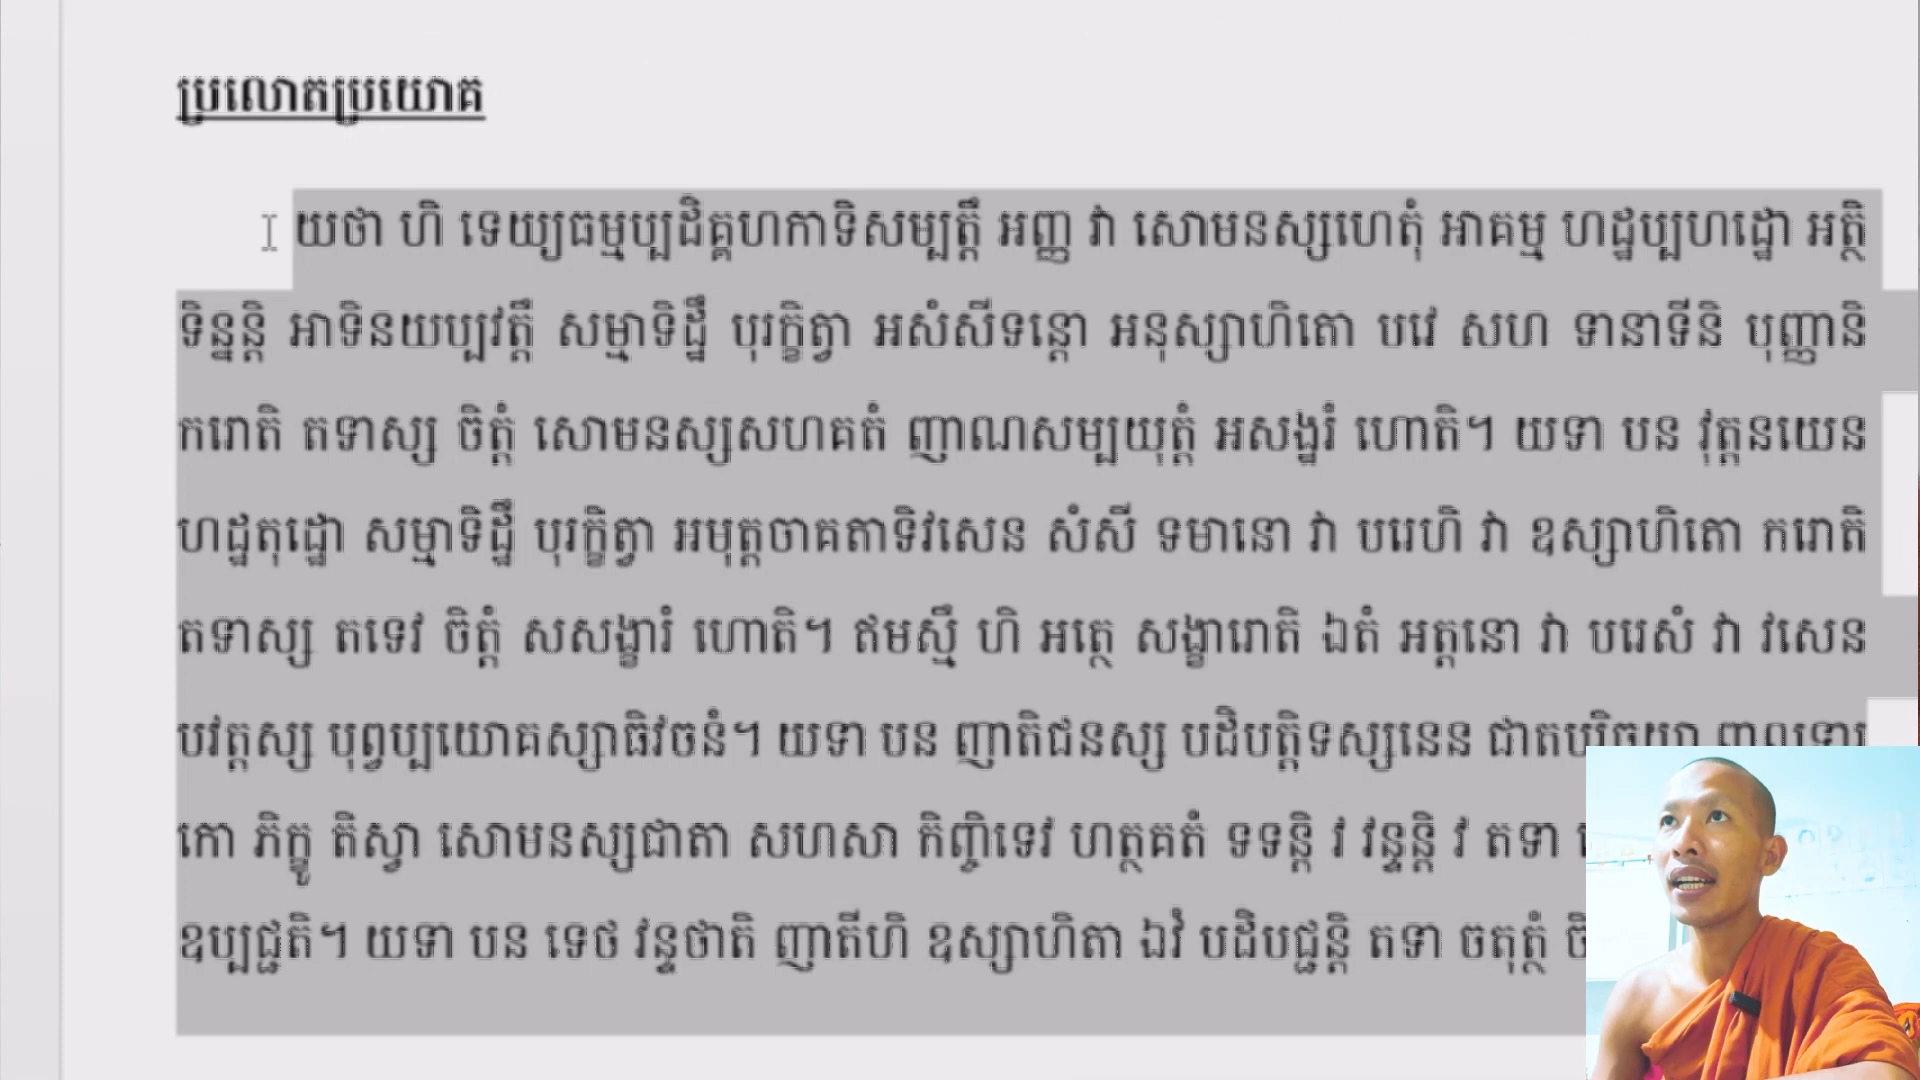 ប្រលោតប្រយោគ
យថា ហិ ទេយ្យធម្មប្បដិគ្គហកាទិសម្បត្តឹ អញ្ញ វា សោមនស្សហេតុំ អាគម្ម ហដ្ឋប្បហដ្ឋោ អត្ថិ
ទិន្នន្តិ អាទិនយប្បវត្តឹ សម្មាទិដ្ឋឹ បុរក្ខិត្វា អសំសីទន្តោ អនុស្សាហិតោ បវេ សហ ទានាទីនិ បុញ្ញានិ
ករោតិ តទាស្ស ចិត្តំ សោមនស្សសហគតំ ញាណសម្បយុត្តំ អសង្ខរំ ហោតិ។ យទា បន វុត្តនយេន
ហដ្ឋតុដ្ឋោ សម្មាទិដ្ឋឹ បុរក្ខិត្វា អមុត្តចាគតាទិវសេន សំសី ទមានោ វា បរេហិ វា ឧស្សាហិតោ ករោតិ
តទាស្ស តទេវ ចិត្តំ សសង្ខារំ ហោតិ។ ឥមស្មឹ ហិ អត្ថេ សង្ខារោតិ ឯតំ អត្តនោ វា បរេសំ វា វសេន
បវត្តស្ស បុព្វប្បយោគស្សាធិវចនំ។ យទា បន ញាតិជនស្ស បដិបត្តិទស្សនេន
កោ ភិក្ខូ តិស្វា សោមនស្សជាតា សហសា កិញ្ចិទេវ ហត្ថគតំ ទទន្តិ វ វន្ទន្តិ វ តទា
ឧប្បជ្ជតិ។ យទា បន ទេថ វន្ទថាតិ ញាតីហិ ឧស្សាហិតា ឯវំ បដិបជ្ជន្តិ តទា ចតុត្ថំ